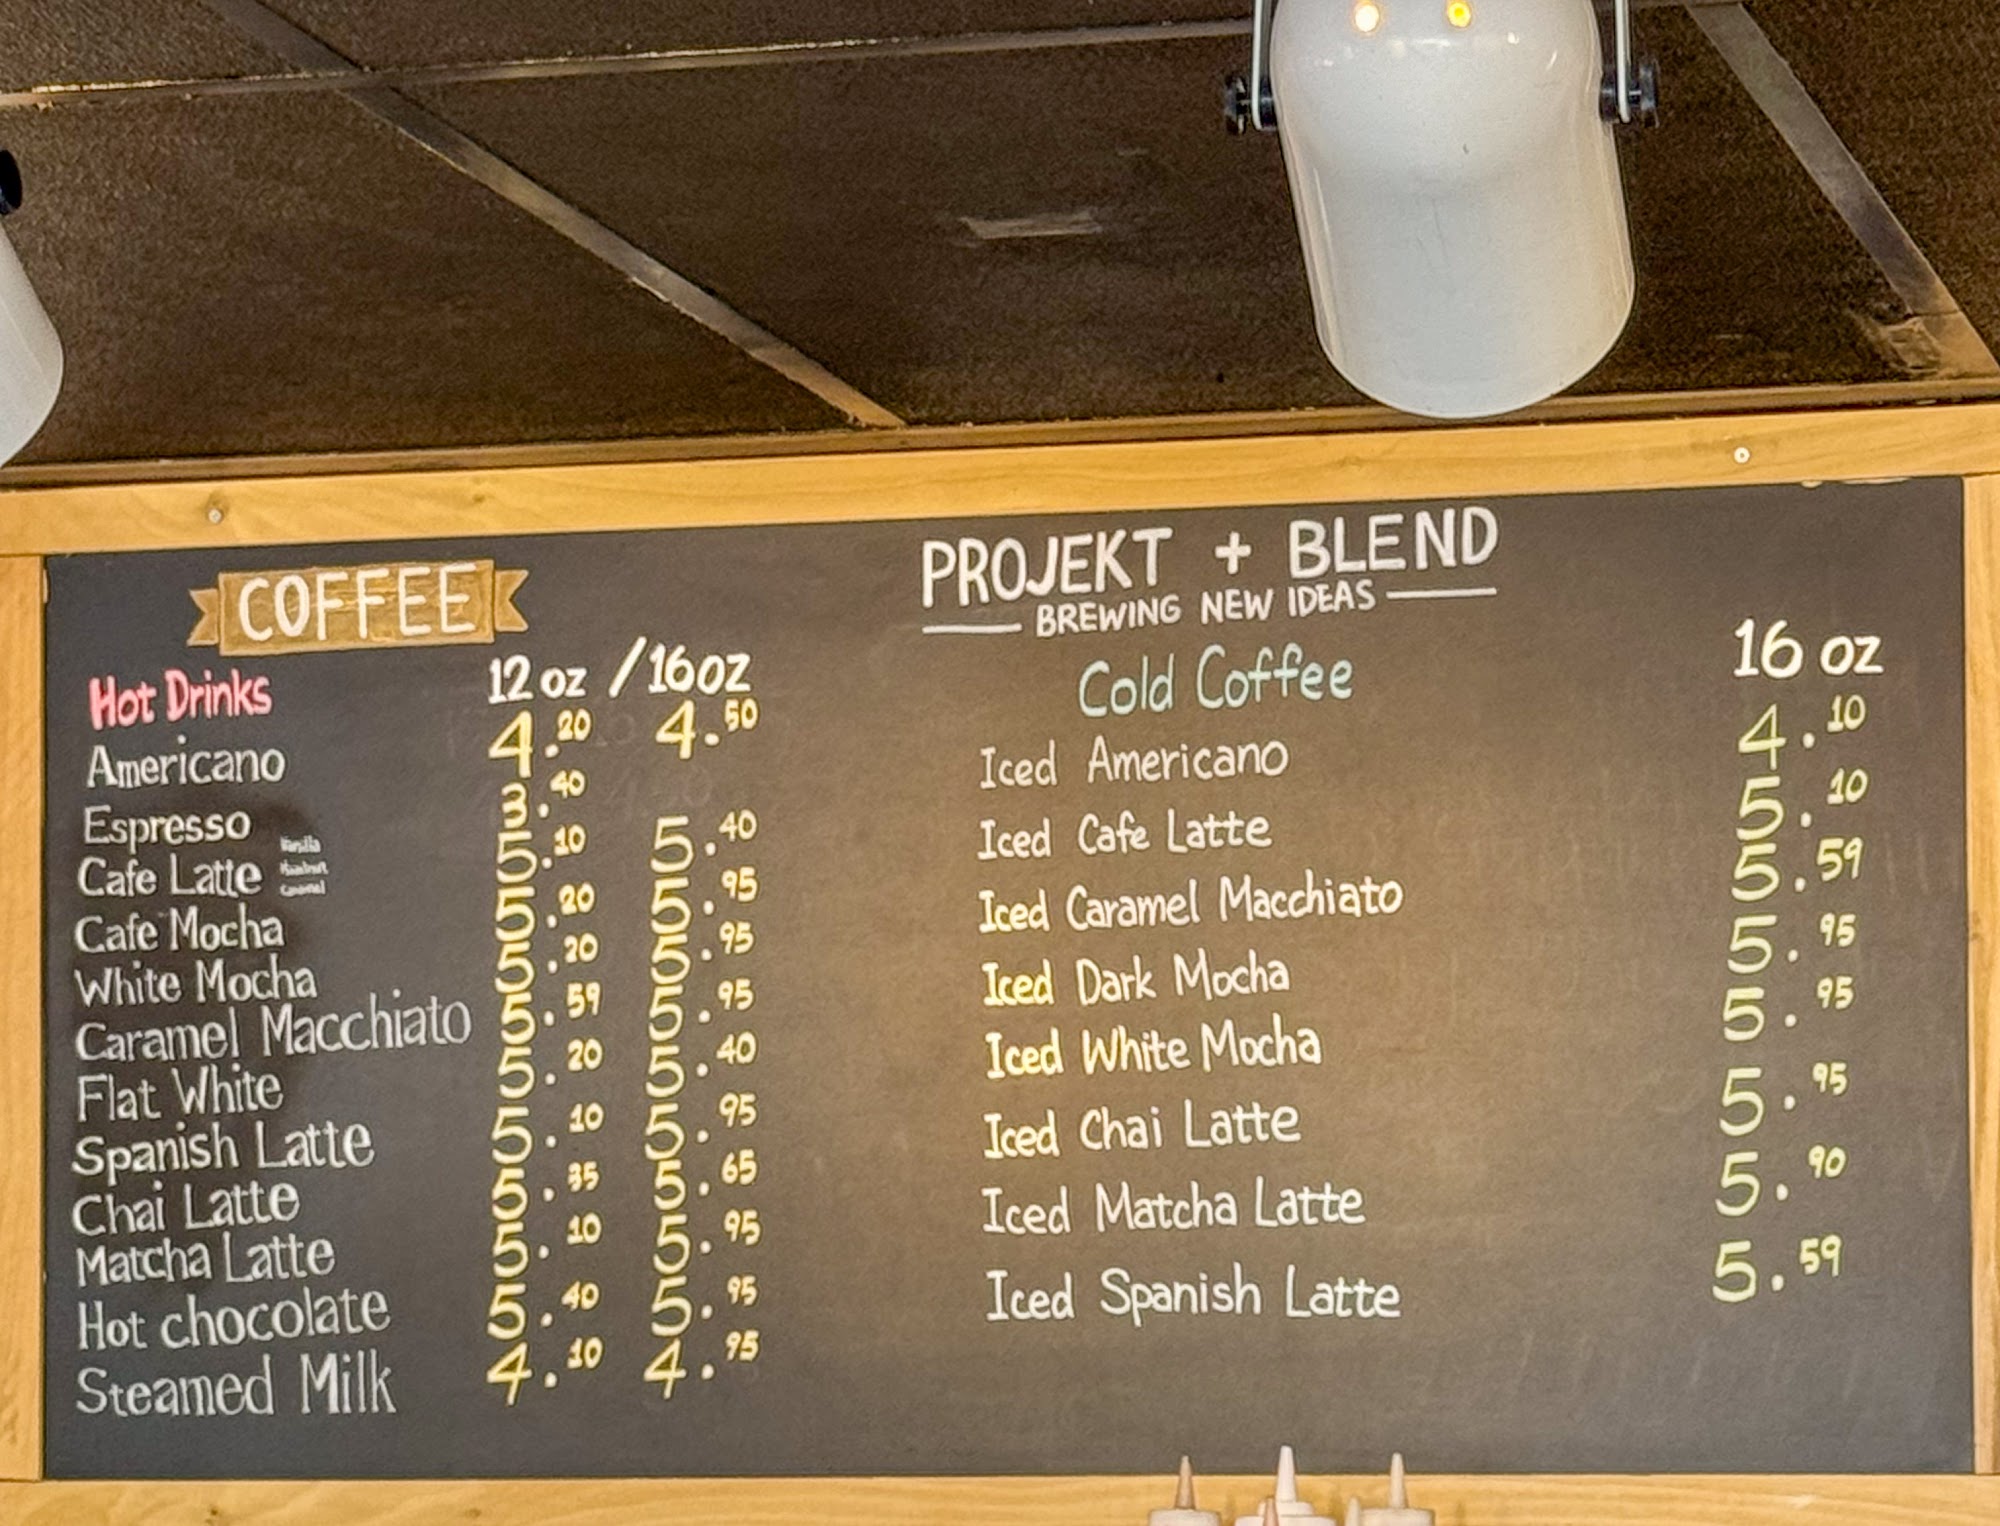 COFFEE
Hot Drinks 12 oz / 16 oz
Americano 4.20 4.50
Espresso 3.40
Cafe Latte 5.10 5.40
Vanilla
Caramel
Cafe Mocha 5.20 5.95
White Mocha 5.20 5.95
Caramel Macchiato 5.59 5.95
Flat White 5.20 5.40
Spanish Latte 5.10 5.95
Chai Latte 5.35 5.65
Matcha Latte 5.10 5.95
Hot chocolate 5.40 5.95
Steamed Milk 4.10 4.95
PROJEKT + BLEND
BREWING NEW IDEAS
Cold Coffee 16 oz
Iced Americano 4.10
Iced Cafe Latte 5.10
Iced Caramel Macchiato 5.59
Iced Dark Mocha 5.95
Iced White Mocha 5.95
Iced Chai Latte 5.95
Iced Matcha Latte 5.90
Iced Spanish Latte 5.59